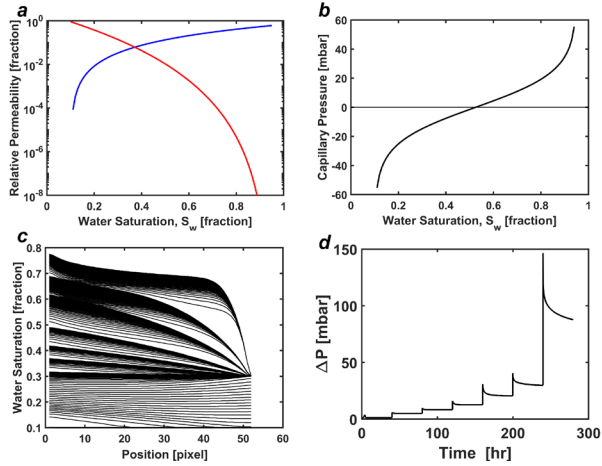 a
b
Relative Permeability [fraction]
10^0
10^-2
10^-4
10^-6
10^-8
0 0.2 0.4 0.6 0.8 1
Water Saturation, S_w [fraction]
Capillary Pressure [mbar]
60
40
20
0
-20
-40
-60
0 0.2 0.4 0.6 0.8 1
Water Saturation, S_w [fraction]
c
d
Water Saturation [fraction]
0.8
0.7
0.6
0.5
0.4
0.3
0.2
0.1
0 10 20 30 40 50 60
Position [pixel]
ΔP [mbar]
150
100
50
0
0 100 200 300
Time [hr]